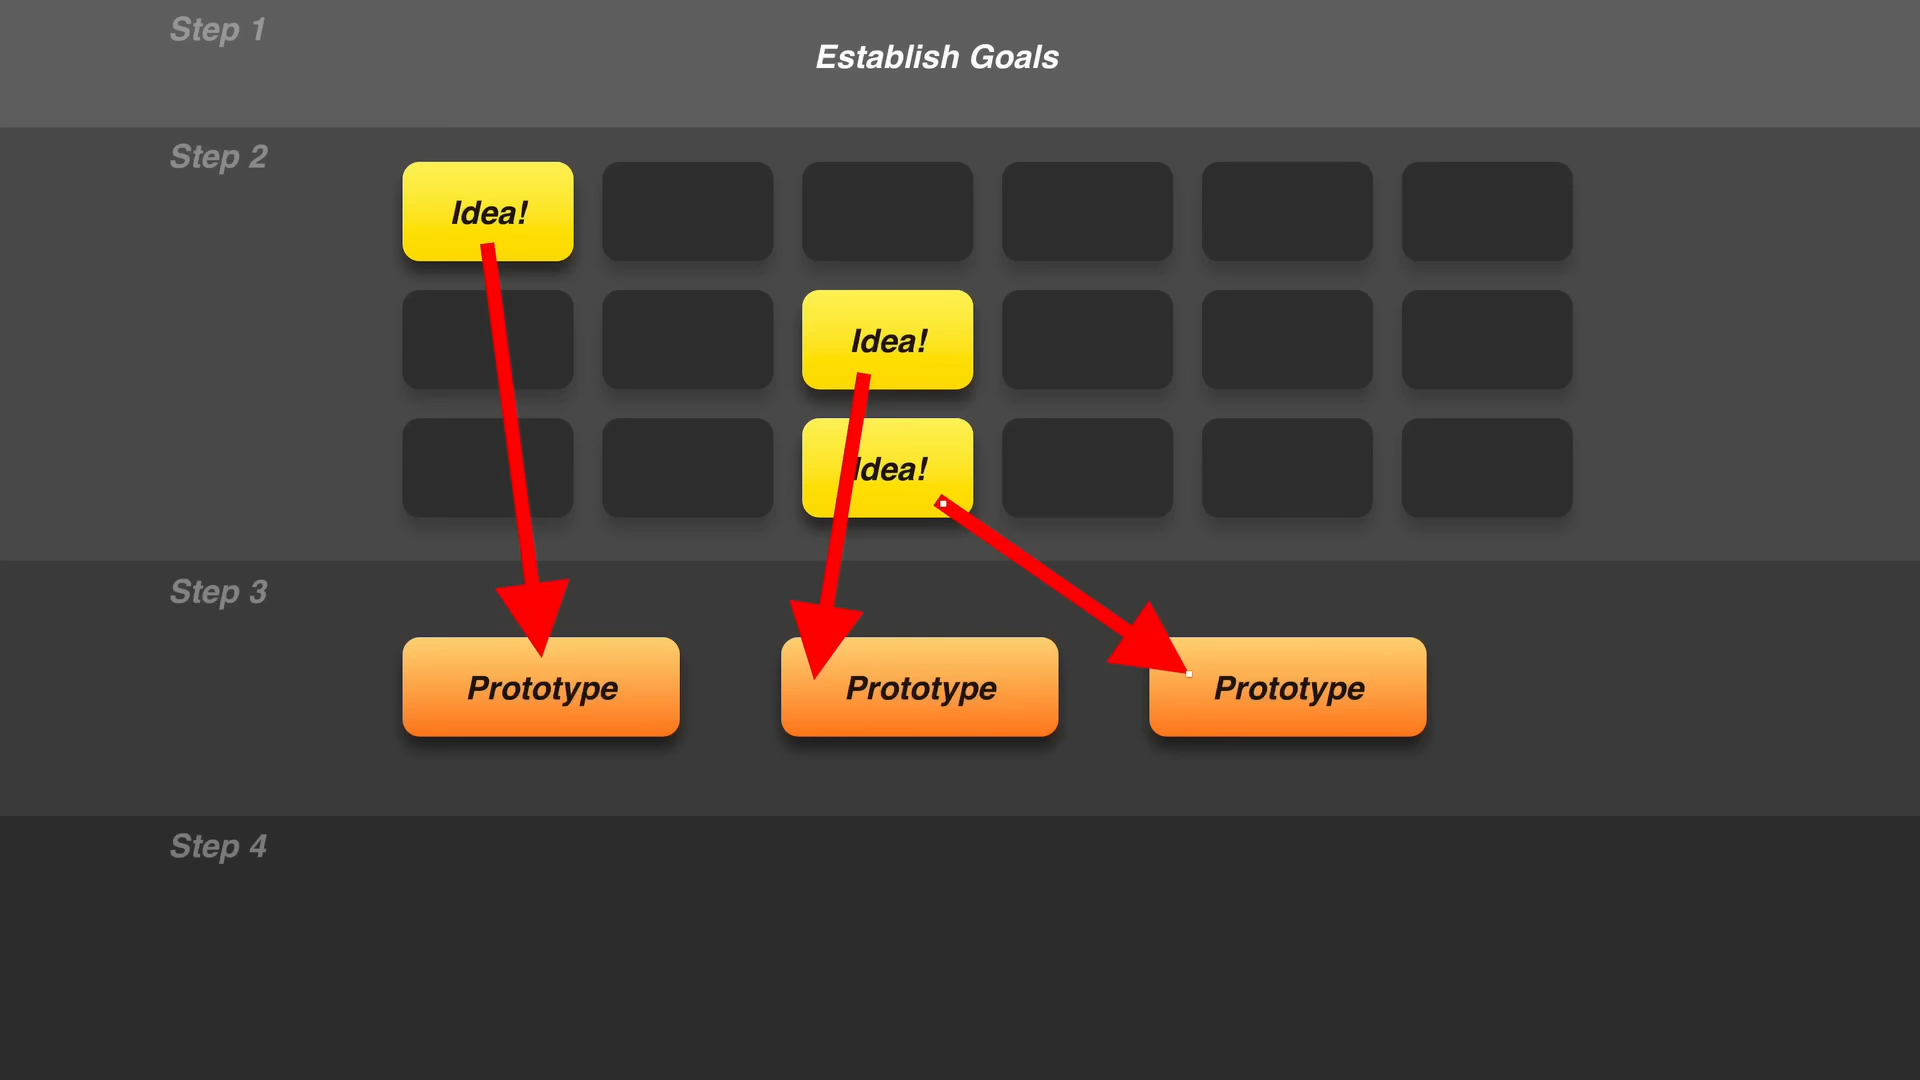 Step 1
Establish Goals
Step 2
Idea!
Idea!
Idea!
Step 3
Prototype
Prototype
Prototype
Step 4